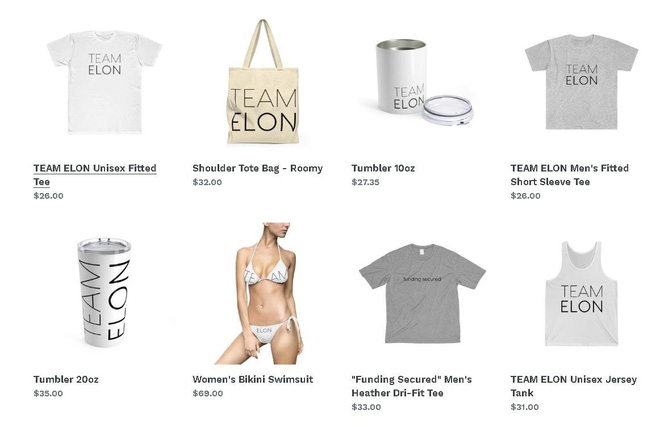 TEAM
ELON
TEAM
ELON
TEAM
ELON
TEAM
ELON
TEAM ELON Unisex Fitted
Tee
$26.00
Shoulder Tote Bag - Roomy
$32.00
Tumbler 10oz
$27.35
TEAM ELON Men's Fitted
Short Sleeve Tee
$26.00
TEAM
ELON
TEAM
ELON
funding secured
TEAM
ELON
Tumbler 20oz
$35.00
Women's Bikini Swimsuit
$69.00
"Funding Secured" Men's
Heather Dri-Fit Tee
$33.00
TEAM ELON Unisex Jersey
Tank
$31.00